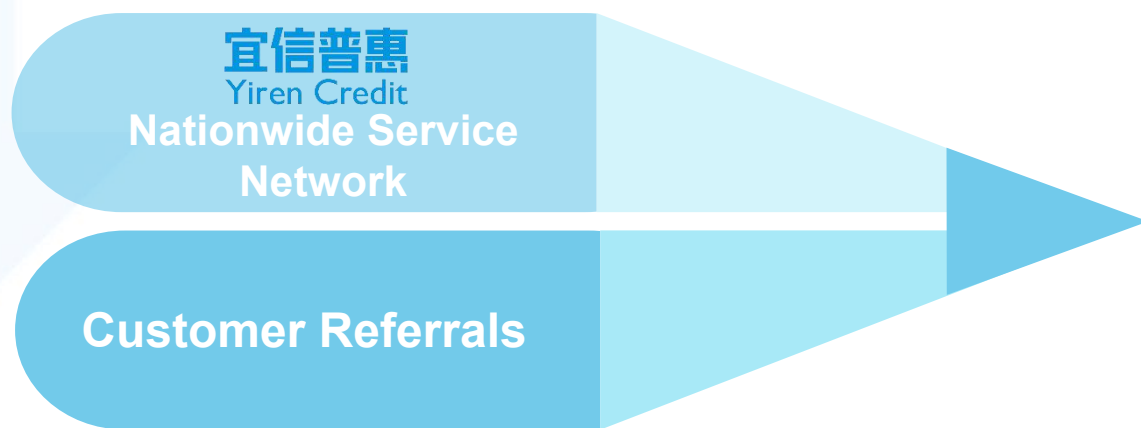 宜信普惠
Yiren Credit
Nationwide Service
Network
Customer Referrals